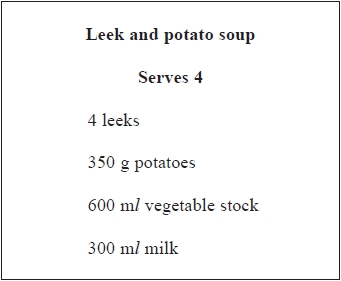 Leek and potato soup
Serves 4
4 leeks
350 g potatoes
600 ml vegetable stock
300 ml milk